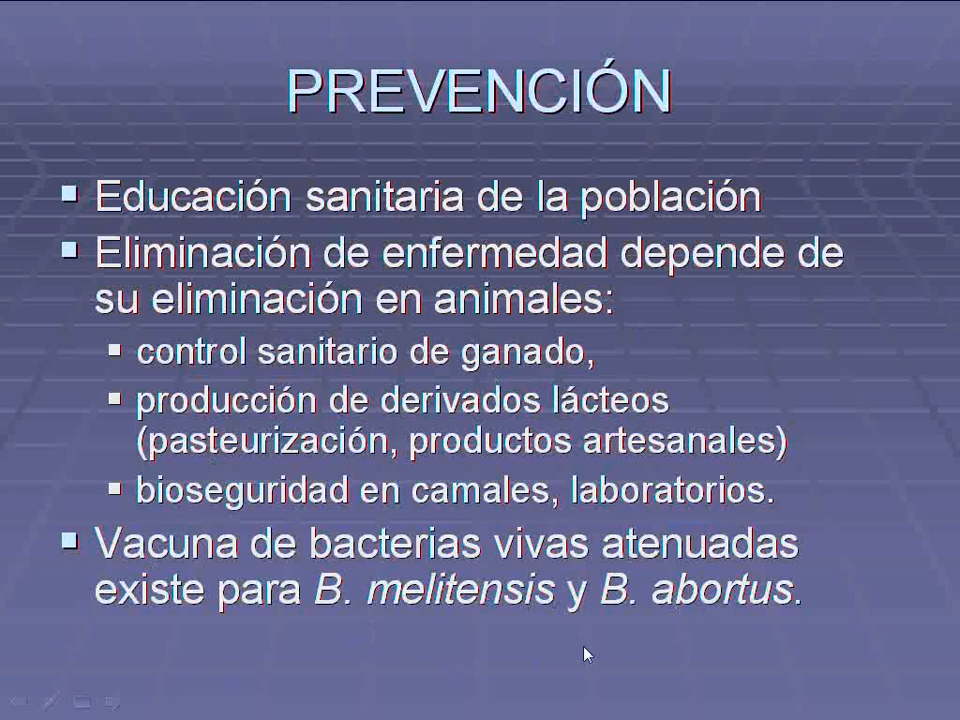 PREVENCIÓN
▪ Educación sanitaria de la población
▪ Eliminación de enfermedad depende de
su eliminación en animales:
▪ control sanitario de ganado,
▪ producción de derivados lácteos
(pasteurización, productos artesanales)
▪ bioseguridad en camales, laboratorios.
▪ Vacuna de bacterias vivas atenuadas
existe para B. melitensis y B. abortus.